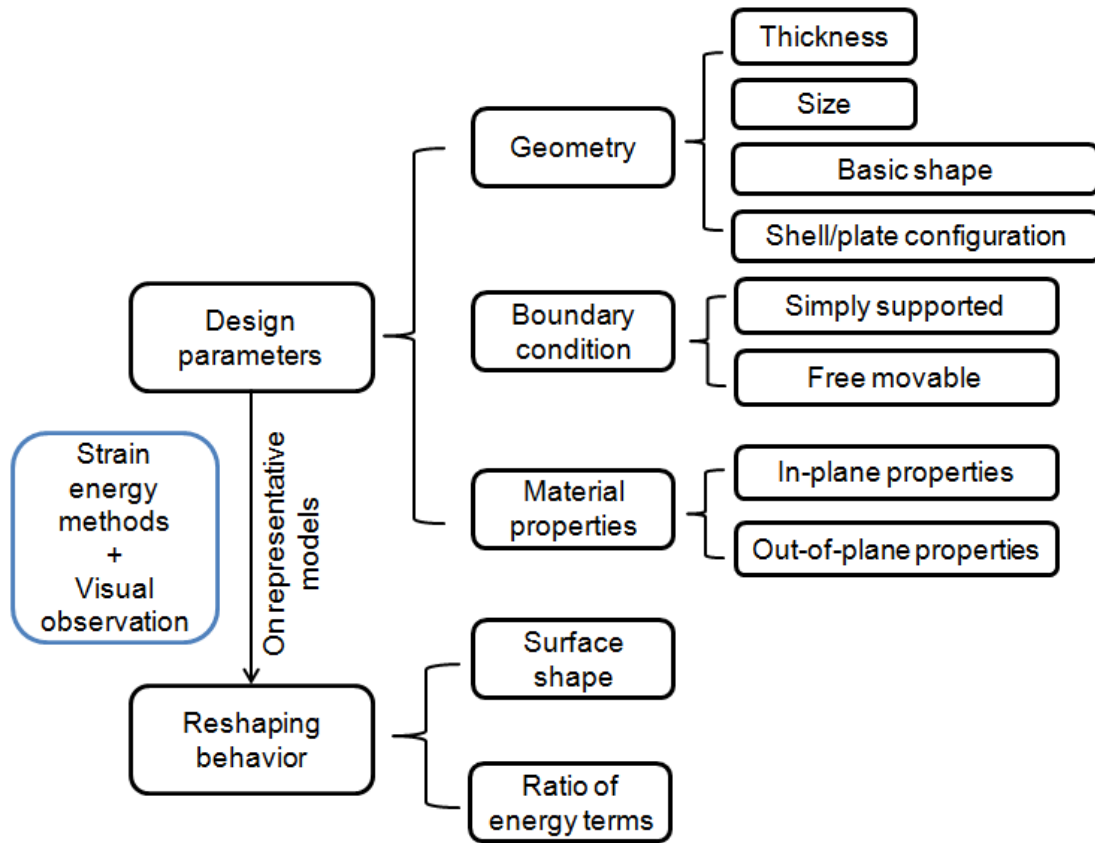 Thickness
Size
Basic shape
Shell/plate configuration
Geometry
Design
parameters
Boundary
condition
Simply supported
Free movable
Material
properties
In-plane properties
Out-of-plane properties
Strain
energy
methods
+
Visual
observation
On representative
models
Reshaping
behavior
Surface
shape
Ratio of
energy terms